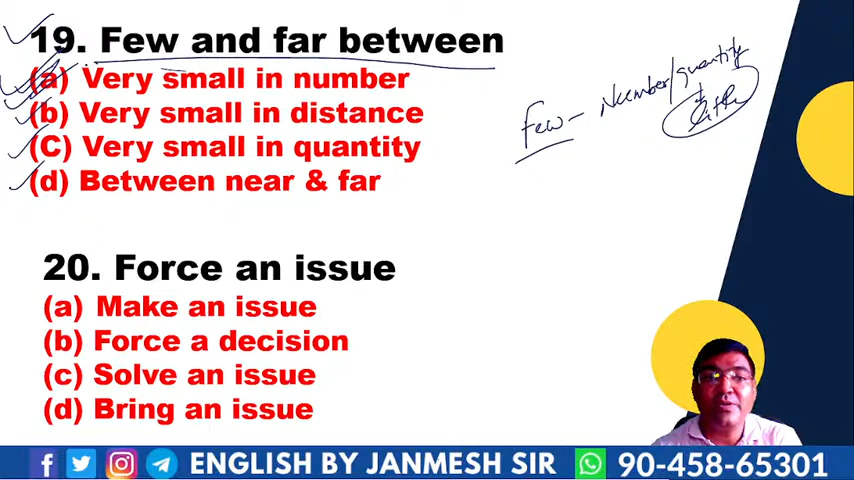 19. Few and far between
(a) Very small in number
(b) Very small in distance
(C) Very small in quantity
(d) Between near & far
Few - Number/quantity
little
20. Force an issue
(a) Make an issue
(b) Force a decision
(c) Solve an issue
(d) Bring an issue
ENGLISH BY JANMESH SIR 90-458-65301